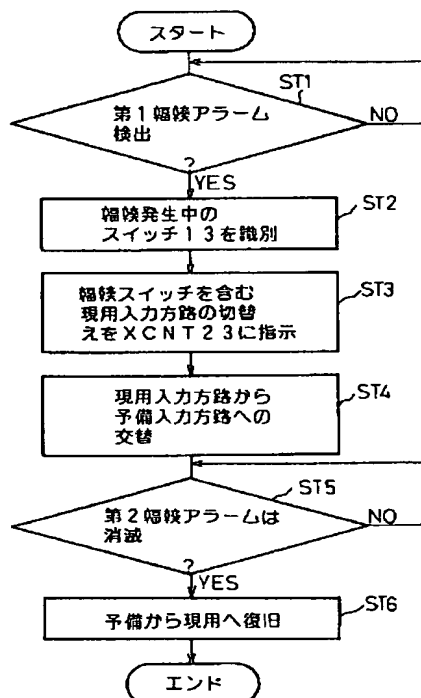 スタート
ST1
第1輻輳アラーム
検出
?
NO
YES
ST2
輻輳発生中の
スイッチ13を識別
ST3
輻輳スイッチを含む
現用入力方路の切替
えをXCNT23に指示
ST4
現用入力方路から
予備入力方路への
交替
ST5
第2輻輳アラームは
消滅
?
NO
YES
ST6
予備から現用へ復旧
エンド